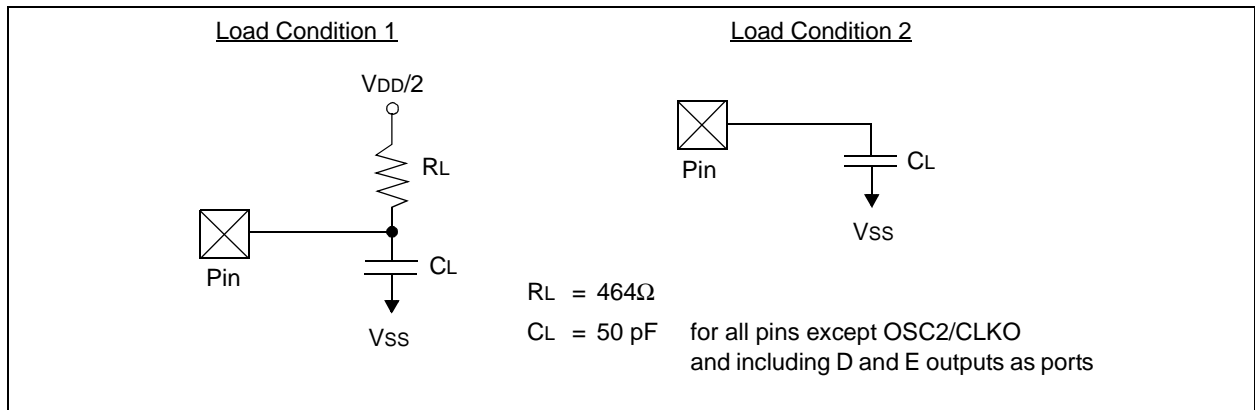 Load Condition 1
VDD/2
RL
Pin
CL
VSS
Load Condition 2
Pin
CL
VSS
RL = 464Ω
CL = 50 pF for all pins except OSC2/CLKO
and including D and E outputs as ports